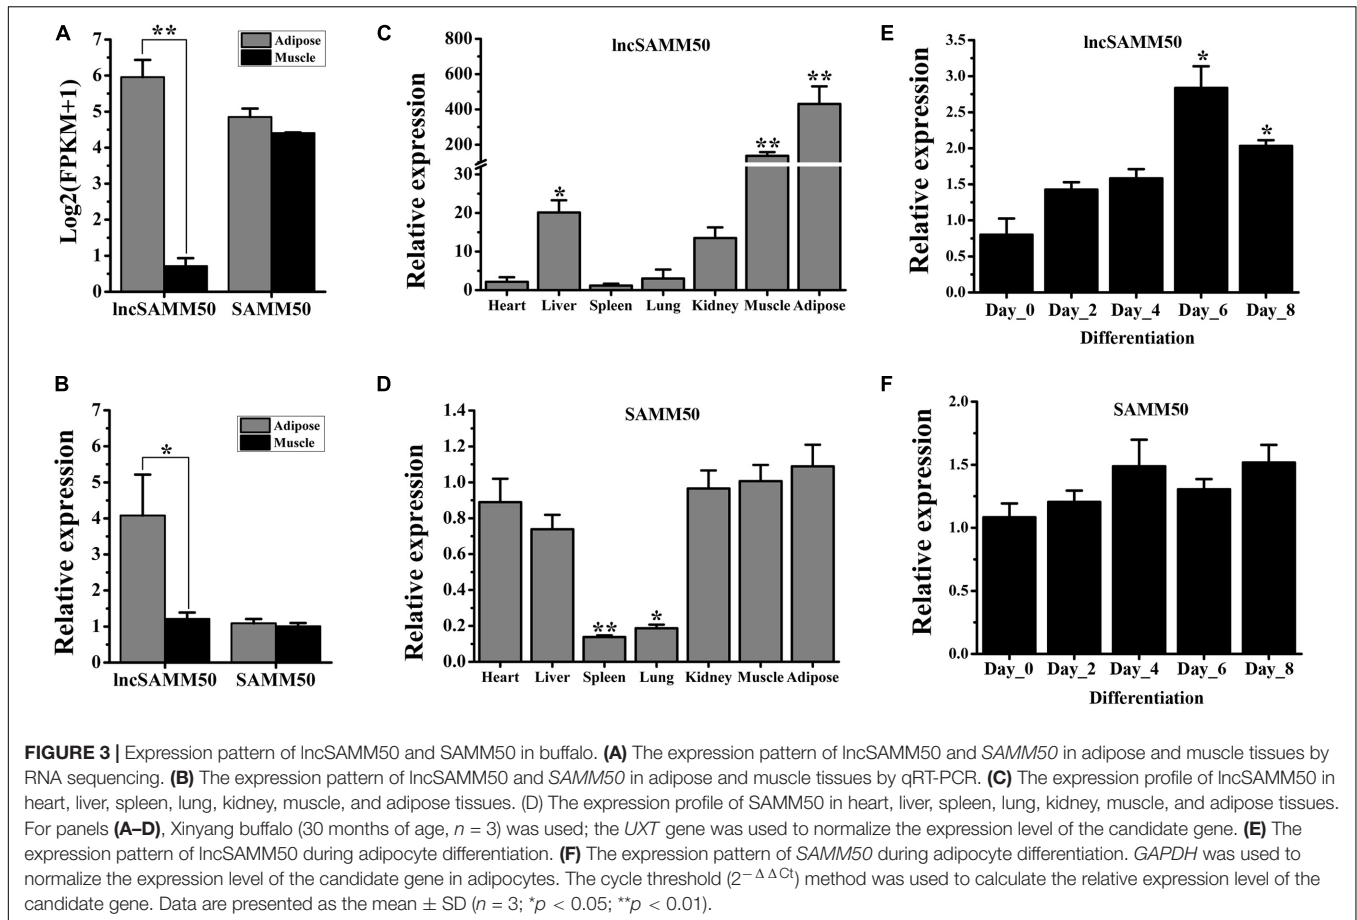 A
7
6
5
4
3
2
1
0
Log2(FPKM+1)
**
Adipose
Muscle
lncSAMM50 SAMM50
B
7
6
5
4
3
2
1
0
Relative expression
*
Adipose
Muscle
lncSAMM50 SAMM50
C
lncSAMM50
800
600
400
200
30
20
10
0
Relative expression
*
**
**
Heart Liver Spleen Lung Kidney Muscle Adipose
D
SAMM50
1.4
1.2
1.0
0.8
0.6
0.4
0.2
0.0
Relative expression
**
*
Heart Liver Spleen Lung Kidney Muscle Adipose
E
lncSAMM50
3.5
3.0
2.5
2.0
1.5
1.0
0.5
0.0
Relative expression
*
*
Day_0 Day_2 Day_4 Day_6 Day_8
Differentiation
F
SAMM50
2.0
1.5
1.0
0.5
0.0
Relative expression
Day_0 Day_2 Day_4 Day_6 Day_8
Differentiation
FIGURE 3 | Expression pattern of lncSAMM50 and SAMM50 in buffalo. (A) The expression pattern of lncSAMM50 and SAMM50 in adipose and muscle tissues by
RNA sequencing. (B) The expression pattern of lncSAMM50 and SAMM50 in adipose and muscle tissues by qRT-PCR. (C) The expression profile of lncSAMM50 in
heart, liver, spleen, lung, kidney, muscle, and adipose tissues. (D) The expression profile of SAMM50 in heart, liver, spleen, lung, kidney, muscle, and adipose tissues.
For panels (A–D), Xinyang buffalo (30 months of age, n = 3) was used; the UXT gene was used to normalize the expression level of the candidate gene. (E) The
expression pattern of lncSAMM50 during adipocyte differentiation. (F) The expression pattern of SAMM50 during adipocyte differentiation. GAPDH was used to
normalize the expression level of the candidate gene in adipocytes. The cycle threshold (2−ΔΔCt) method was used to calculate the relative expression level of the
candidate gene. Data are presented as the mean ± SD (n = 3; *p < 0.05; **p < 0.01).